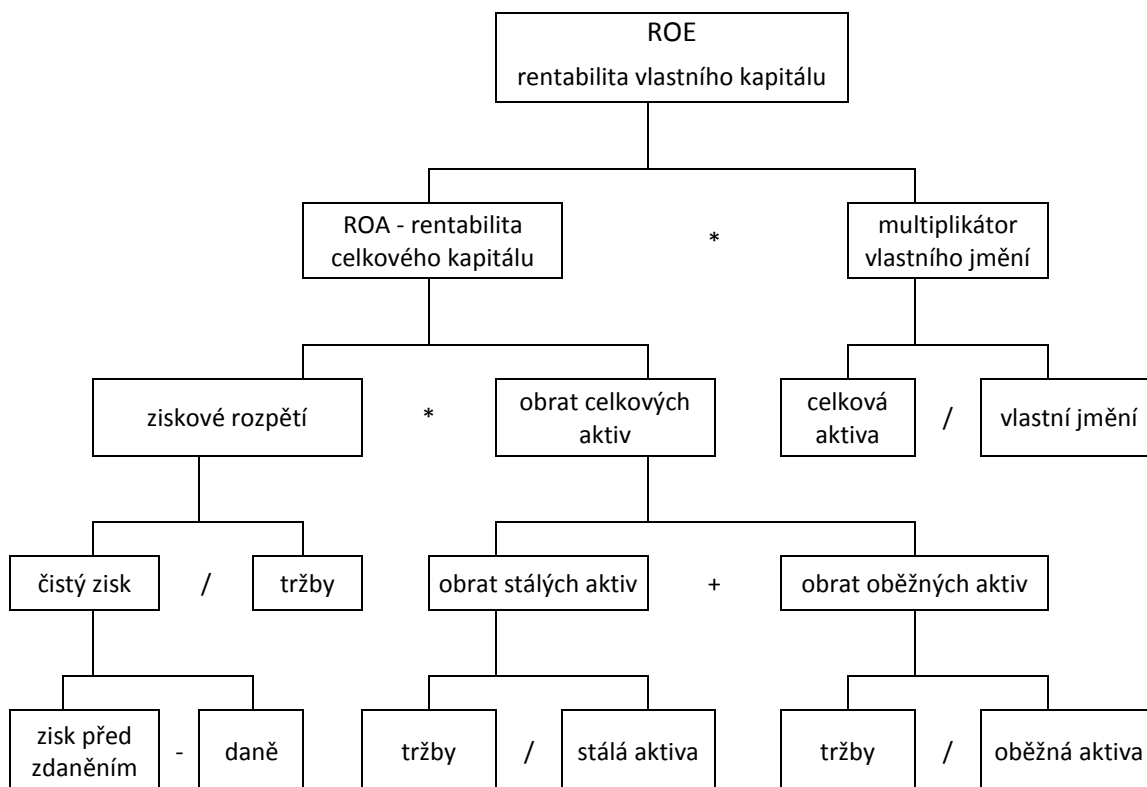 ROE
rentabilita vlastního kapitálu
ROA - rentabilita
celkového kapitálu
*
multiplikátor
vlastního jmění
ziskové rozpětí
*
obrat celkových
aktiv
celková
aktiva
/
vlastní jmění
čistý zisk
/
tržby
obrat stálých aktiv
+
obrat oběžných aktiv
zisk před
zdaněním
-
daně
tržby
/
stálá aktiva
tržby
/
oběžná aktiva